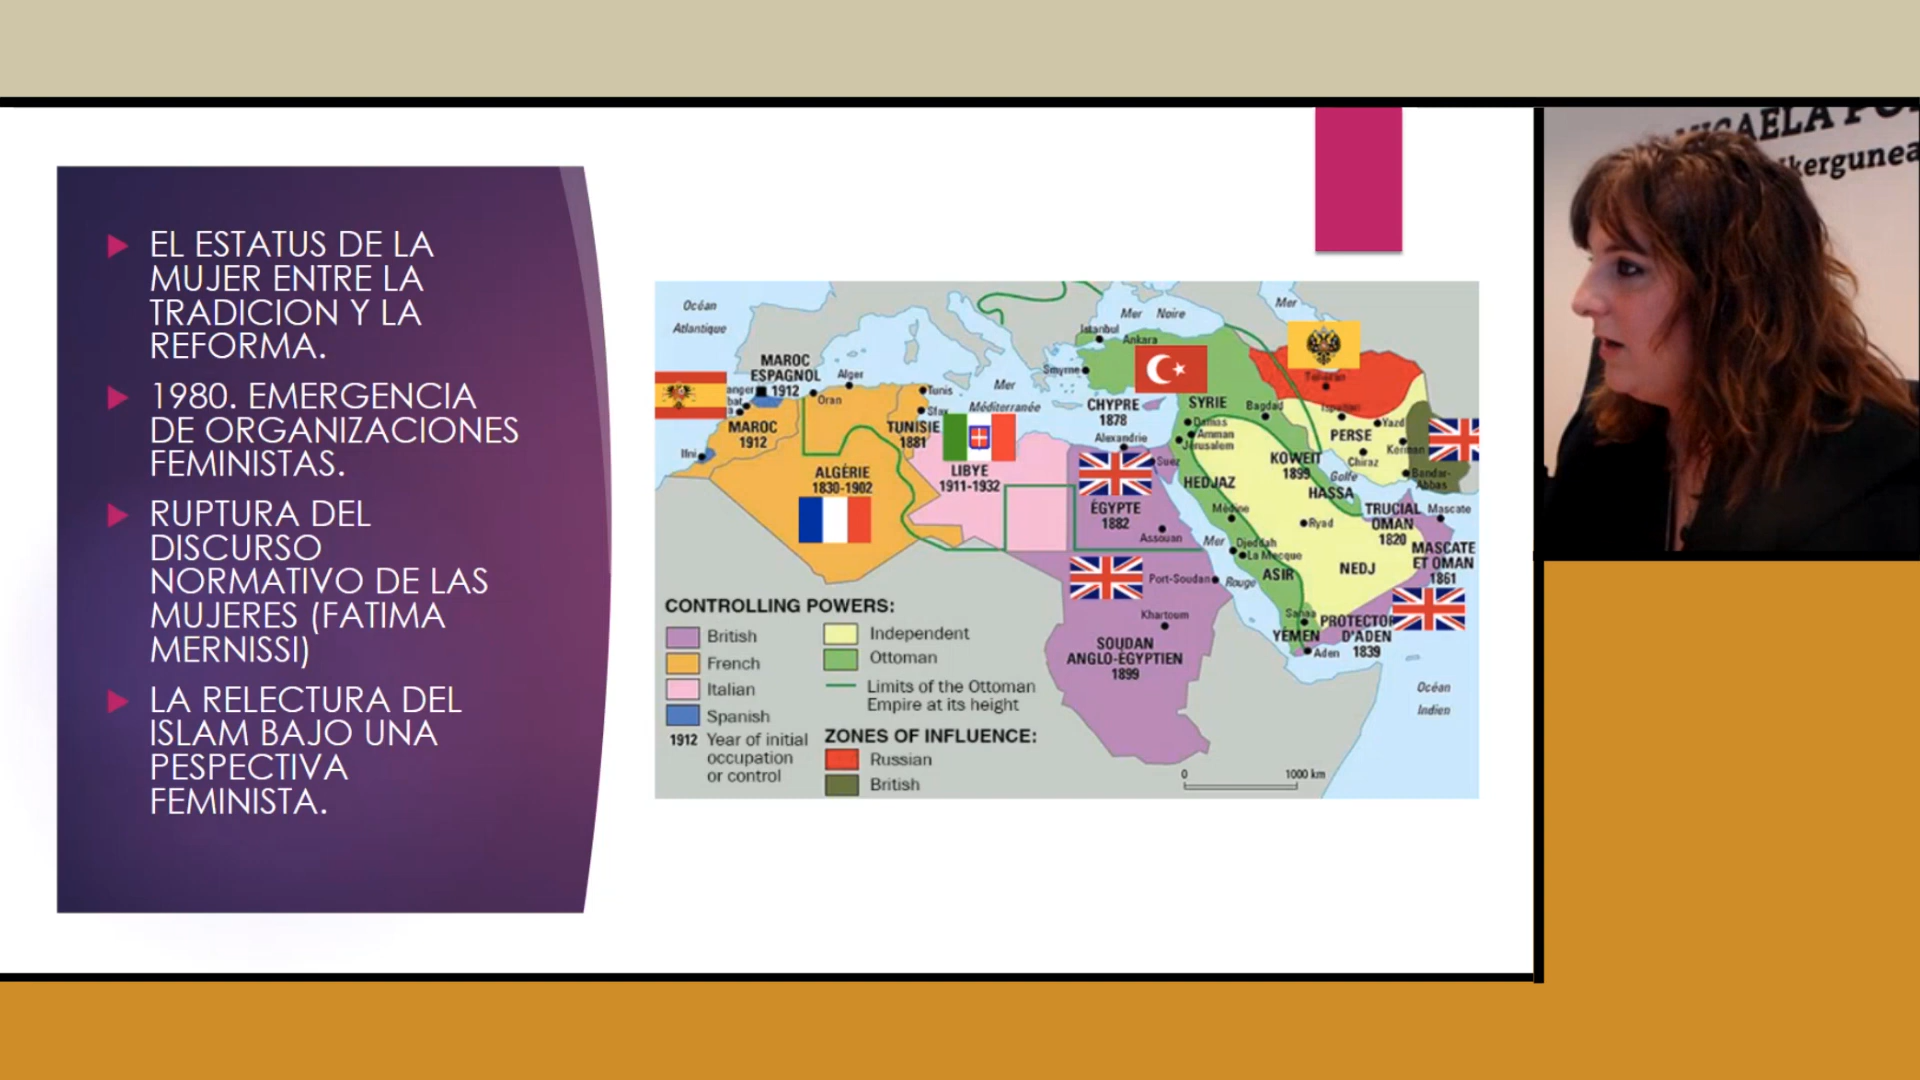 EL ESTATUS DE LA
MUJER ENTRE LA
TRADICION Y LA
REFORMA.
1980. EMERGENCIA
DE ORGANIZACIONES
FEMINISTAS.
RUPTURA DEL
DISCURSO
NORMATIVO DE LAS
MUJERES (FATIMA
MERNISSI)
LA RELECTURA DEL
ISLAM BAJO UNA
PESPECTIVA
FEMINISTA.
Océan
Atlantique
Mer Noire
Mer
Istanbul
Ankara
Smyrne
MAROC
ESPAGNOL
1912
Alger
Oran
Tunis
Sfax
Mer
Méditerranée
MAROC
1912
Ifni
TUNISIE
1881
ALGÉRIE
1830-1902
LIBYE
1911-1932
CHYPRE
1878
Alexandrie
Suez
ÉGYPTE
1882
Assouan
SYRIE
Damas
Amman
Jérusalem
Bagdad
Yazd
PERSE
Kerman
Chiraz
Bandar-
Abbas
KOWEIT
1899
Golfe
HASSA
HEDJAZ
Médine
Ryad
TRUCIAL
OMAN
1820
Mascate
MASCATE
ET OMAN
1861
Mer
Rouge
Djeddah
La Mecque
ASIR
NEDJ
Port-Soudan
Khartoum
SOUDAN
ANGLO-ÉGYPTIEN
1899
Sanaa
YÉMEN
Aden
D'ADEN
1839
Océan
Indien
CONTROLLING POWERS:
British
French
Italian
Spanish
1912 Year of initial
occupation
or control
Independent
Ottoman
Limits of the Ottoman
Empire at its height
ZONES OF INFLUENCE:
Russian
British
0 1000 km